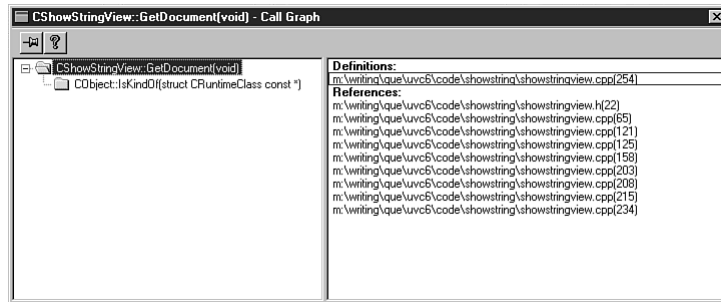 CShowStringView::GetDocument(void) - Call Graph
CShowStringView::GetDocument(void)
CObject::IsKindOf(struct CRuntimeClass const *)
Definitions:
m:\writing\que\uvc6\code\showstring\showstringview.cpp(254)
References:
m:\writing\que\uvc6\code\showstring\showstringview.h(22)
m:\writing\que\uvc6\code\showstring\showstringview.cpp(65)
m:\writing\que\uvc6\code\showstring\showstringview.cpp(121)
m:\writing\que\uvc6\code\showstring\showstringview.cpp(125)
m:\writing\que\uvc6\code\showstring\showstringview.cpp(158)
m:\writing\que\uvc6\code\showstring\showstringview.cpp(203)
m:\writing\que\uvc6\code\showstring\showstringview.cpp(208)
m:\writing\que\uvc6\code\showstring\showstringview.cpp(215)
m:\writing\que\uvc6\code\showstring\showstringview.cpp(234)